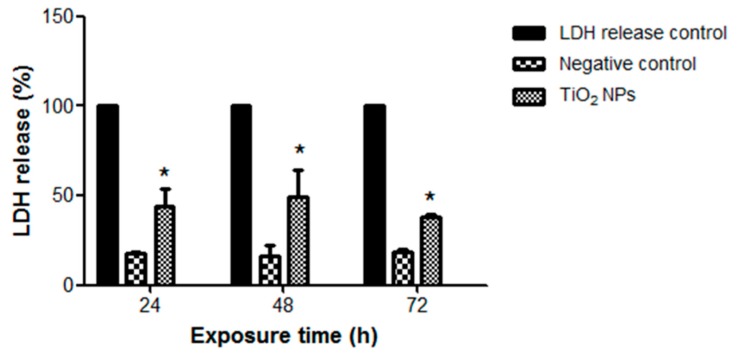 LDH release (%)
150
100
50
0
* * *
24 48 72
Exposure time (h)
LDH release control
Negative control
TiO₂ NPs